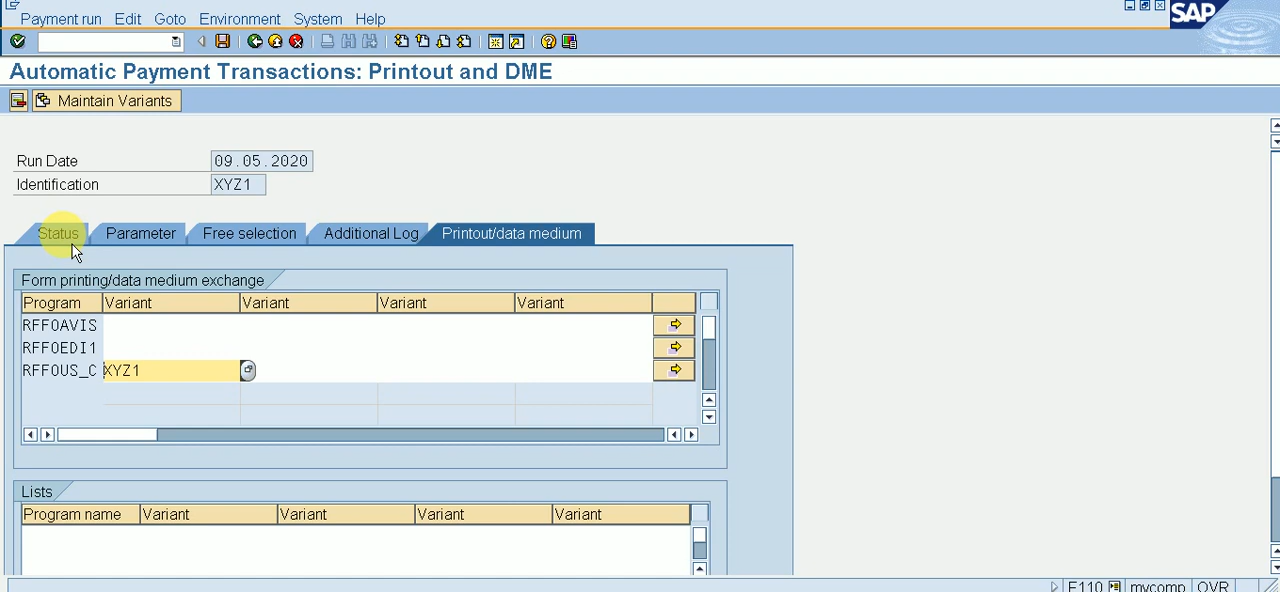 Payment run Edit Goto Environment System Help
SAP
Automatic Payment Transactions: Printout and DME
Maintain Variants
Run Date 09.05.2020
Identification XYZ1
Status Parameter Free selection Additional Log Printout/data medium
Form printing/data medium exchange
Program Variant Variant Variant Variant
RFFOAVIS
RFFOEDI1
RFFOUS_C XYZ1
Lists
Program name Variant Variant Variant Variant
F110 mycomp OVR